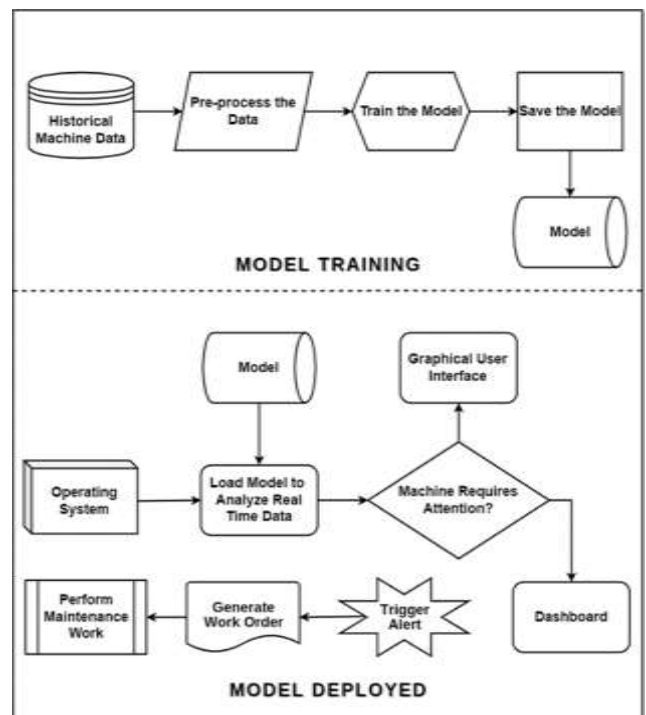 Historical
Machine Data
Pre-process the
Data
Train the Model
Save the Model
Model
MODEL TRAINING
Model
Graphical User
Interface
Operating
System
Load Model to
Analyze Real
Time Data
Machine Requires
Attention?
Perform
Maintenance
Work
Generate
Work Order
Trigger
Alert
Dashboard
MODEL DEPLOYED